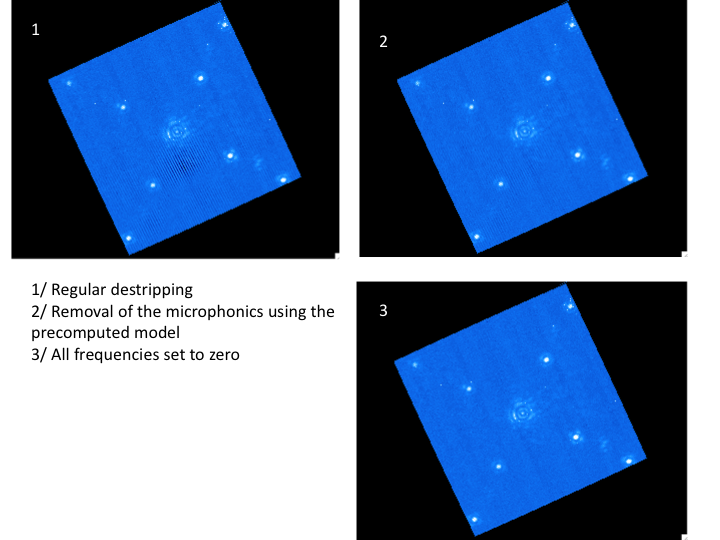 1
2
1/ Regular destripping
2/ Removal of the microphonics using the
precomputed model
3/ All frequencies set to zero
3